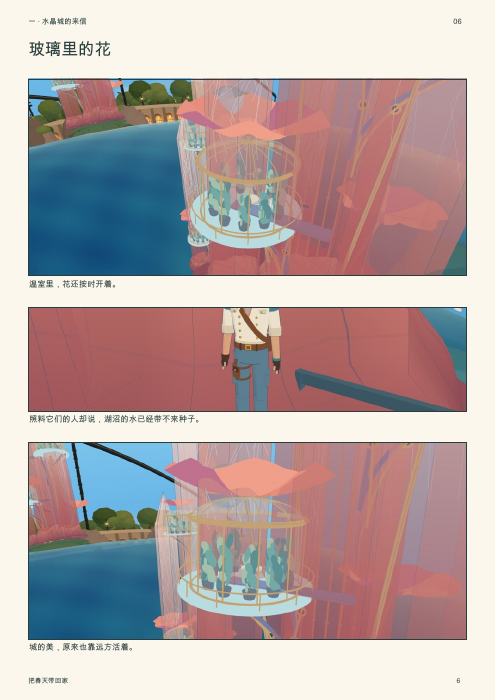 一 · 水晶城的来信
06
玻璃里的花
温室里，花还按时开着。
照料它们的人却说，湖沼的水已经带不来种子。
城的美，原来也靠远方活着。
把春天带回家
6